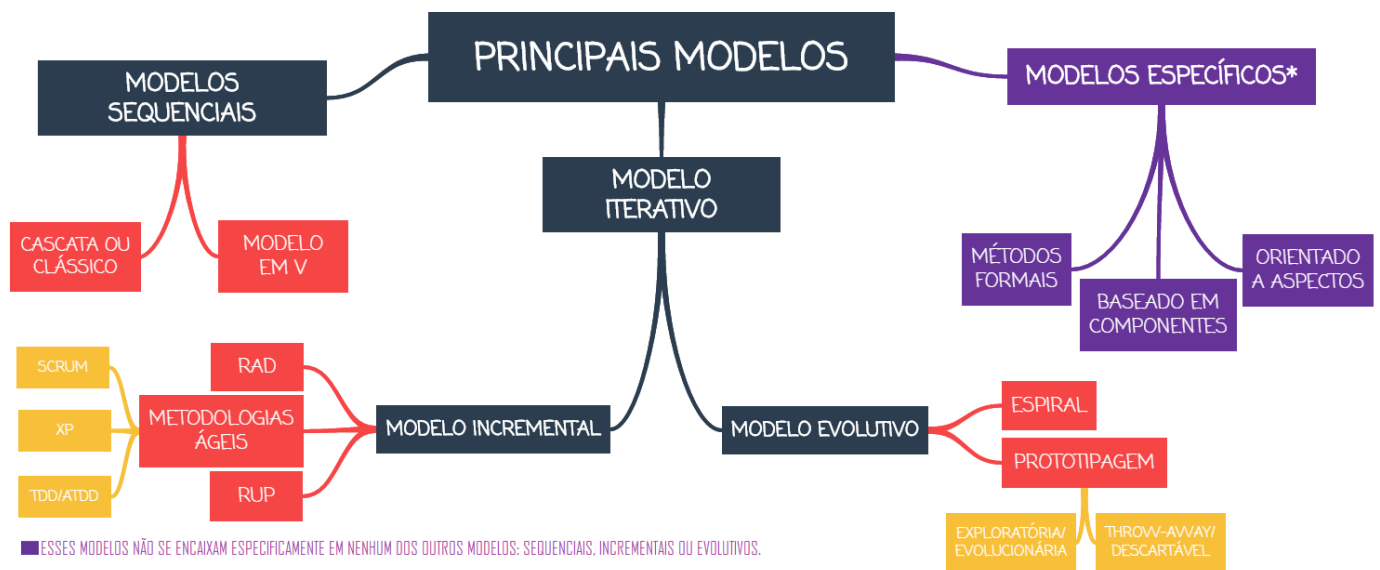 PRINCIPAIS MODELOS
MODELOS
SEQUENCIAIS
MODELOS ESPECÍFICOS*
MODELO
ITERATIVO
CASCATA OU
CLÁSSICO
MODELO
EM V
MÉTODOS
FORMAIS
BASEADO EM
COMPONENTES
ORIENTADO
A ASPECTOS
SCRUM
XP
TDD/ATDD
RAD
METODOLOGIAS
ÁGEIS
RUP
MODELO INCREMENTAL
MODELO EVOLUTIVO
ESPIRAL
PROTOTIPAGEM
EXPLORATÓRIA/
EVOLUCIONÁRIA
THROW-AWAY/
DESCARTÁVEL
ESSES MODELOS NÃO SE ENCAIXAM ESPECIFICAMENTE EM NENHUM DOS OUTROS MODELOS: SEQUENCIAIS, INCREMENTAIS OU EVOLUTIVOS.